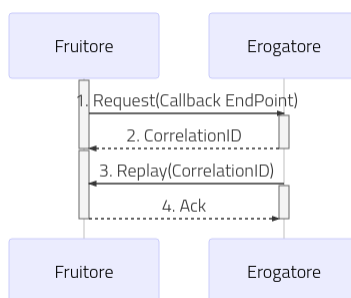 Fruitore
Erogatore
1. Request(Callback EndPoint)
2. CorrelationID
3. Replay(CorrelationID)
4. Ack
Fruitore
Erogatore